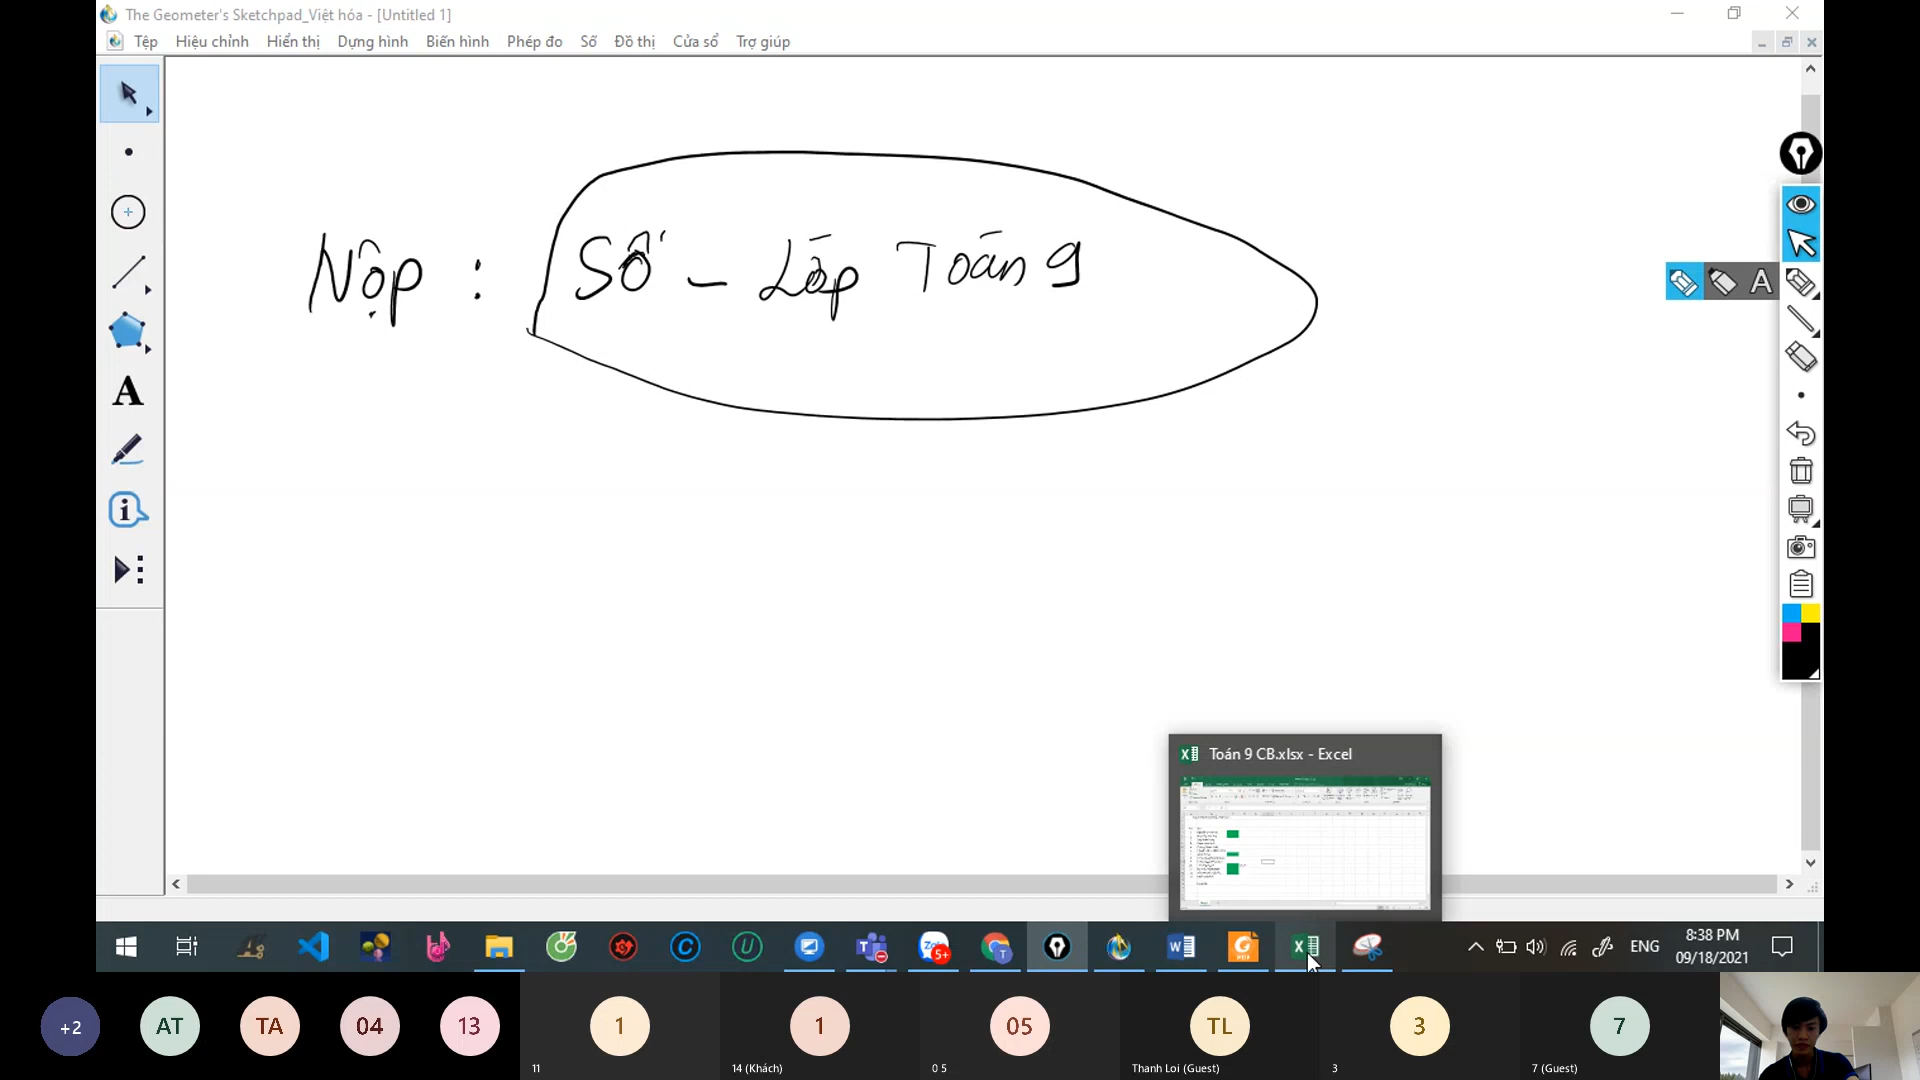 The Geometer's Sketchpad_Việt hóa - [Untitled 1]
Tệp Hiệu chỉnh Hiển thị Dựng hình Biến hình Phép đo Số Đồ thị Cửa sổ Trợ giúp
Nộp : Số - Lớp Toán 9
A
A
Toán 9 CB.xlsx - Excel
ENG
8:38 PM
09/18/2021
+2 AT TA 04 13 1 1 05 TL 3 7
11 14 (Khách) 0 5 Thanh Loi (Guest) 3 7 (Guest)